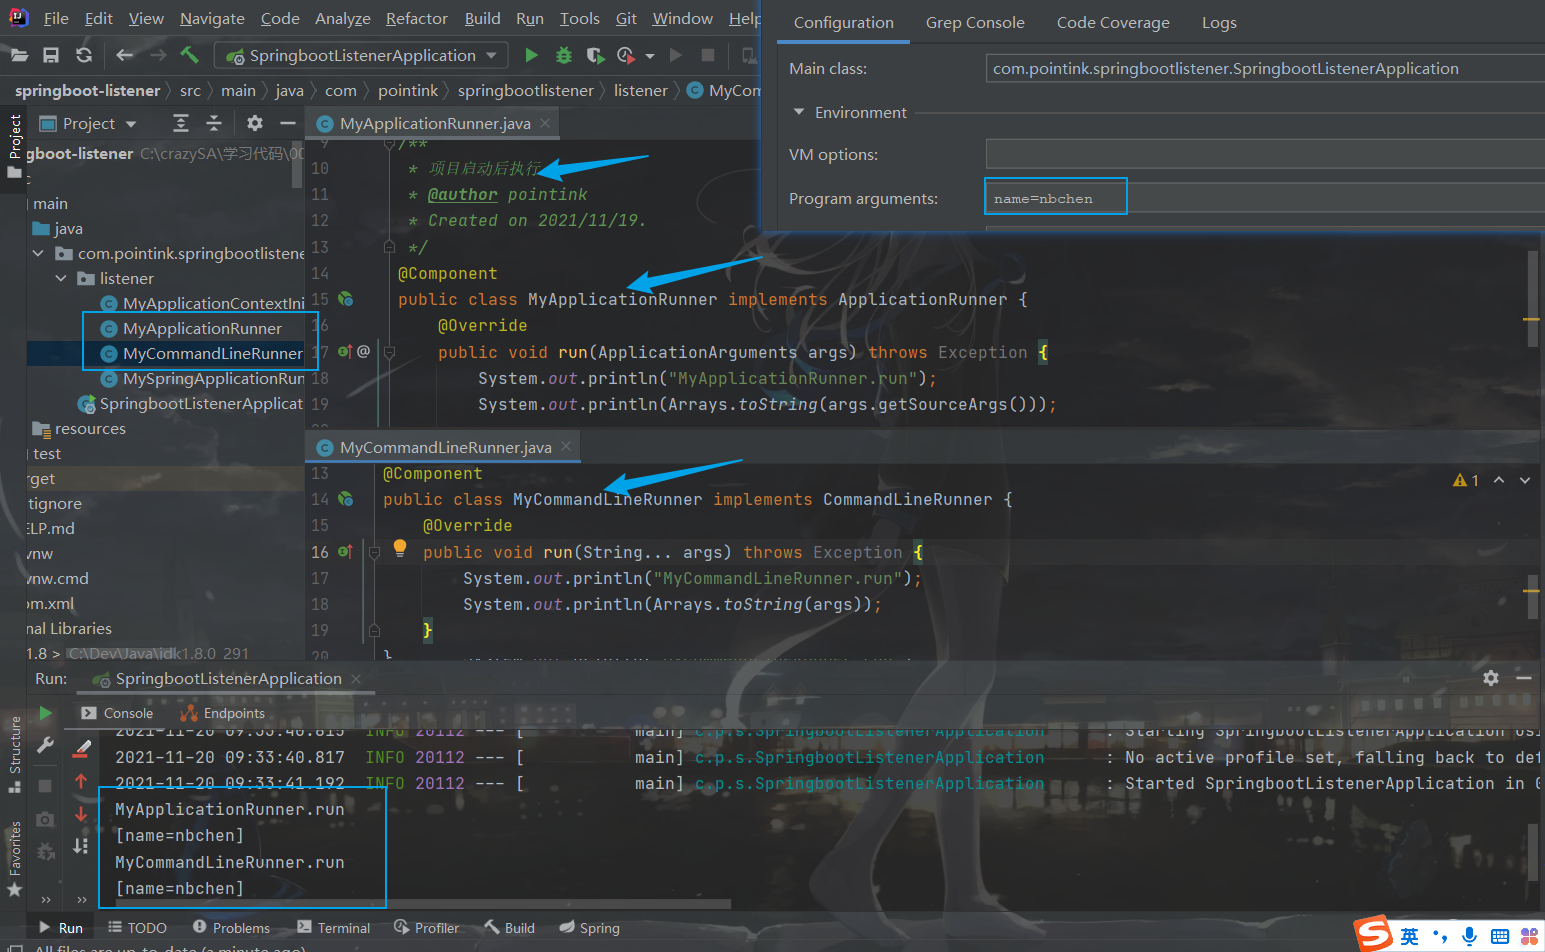 File Edit View Navigate Code Analyze Refactor Build Run Tools Git Window Help
SpringbootListenerApplication
springboot-listener src main java com pointink springbootlistener listener MyCom
Configuration Grep Console Code Coverage Logs
Main class: com.pointink.springbootlistener.SpringbootListenerApplication
Environment
VM options:
Program arguments: name=nbchen
Project
Project
gboot-listener C:\crazySA\学习代码\00
main
java
com.pointink.springbootlistene
listener
MyApplicationContextIni
MyApplicationRunner
MyCommandLineRunner
MySpringApplicationRun
SpringbootListenerApplicat
resources
test
rget
itignore
ELP.md
vnw
vnw.cmd
om.xml
nal Libraries
1.8 > C:\Dev\Java\jdk1.8.0_291
MyApplicationRunner.java
9 /**
10 * 项目启动后执行
11 * @author pointink
12 * Created on 2021/11/19.
13 */
14 @Component
15 public class MyApplicationRunner implements ApplicationRunner {
16 @Override
17 @ public void run(ApplicationArguments args) throws Exception {
18 System.out.println("MyApplicationRunner.run");
19 System.out.println(Arrays.toString(args.getSourceArgs()));
MyCommandLineRunner.java
13 @Component
1
14 public class MyCommandLineRunner implements CommandLineRunner {
15 @Override
16 public void run(String... args) throws Exception {
17 System.out.println("MyCommandLineRunner.run");
18 System.out.println(Arrays.toString(args));
19 }
20 }
Run: SpringbootListenerApplication
Console Endpoints
2021-11-20 09:33:40.815 INFO 20112 --- [ main] c.p.s.SpringbootListenerApplication : Starting SpringbootListenerApplication usi
2021-11-20 09:33:40.817 INFO 20112 --- [ main] c.p.s.SpringbootListenerApplication : No active profile set, falling back to def
2021-11-20 09:33:41.192 INFO 20112 --- [ main] c.p.s.SpringbootListenerApplication : Started SpringbootListenerApplication in 0
MyApplicationRunner.run
[name=nbchen]
MyCommandLineRunner.run
[name=nbchen]
Structure
Favorites
Run TODO Problems Terminal Profiler Build Spring
All files are up-to-date (a minute ago)
S 英